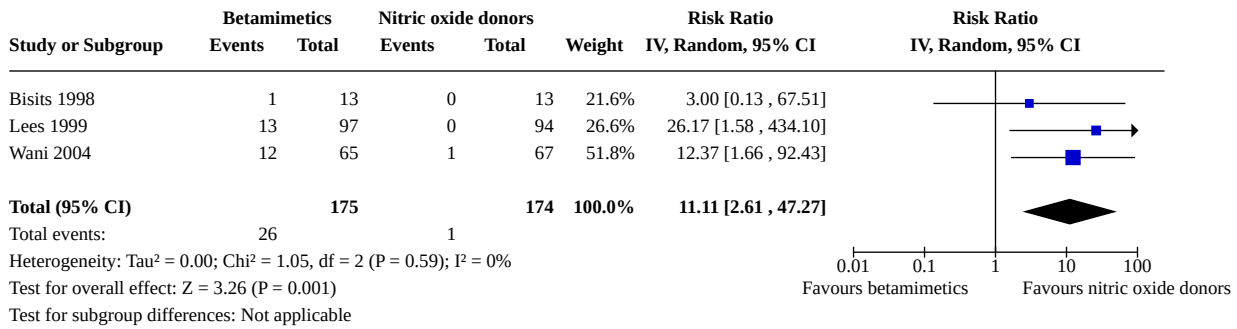 Betamimetics Nitric oxide donors Risk Ratio Risk Ratio
Study or Subgroup Events Total Events Total Weight IV, Random, 95% CI IV, Random, 95% CI
Bisits 1998 1 13 0 13 21.6% 3.00 [0.13 , 67.51]
Lees 1999 13 97 0 94 26.6% 26.17 [1.58 , 434.10]
Wani 2004 12 65 1 67 51.8% 12.37 [1.66 , 92.43]
Total (95% CI) 175 174 100.0% 11.11 [2.61 , 47.27]
Total events: 26 1
Heterogeneity: Tau² = 0.00; Chi² = 1.05, df = 2 (P = 0.59); I² = 0% 0.01 0.1 1 10 100
Test for overall effect: Z = 3.26 (P = 0.001) Favours betamimetics Favours nitric oxide donors
Test for subgroup differences: Not applicable